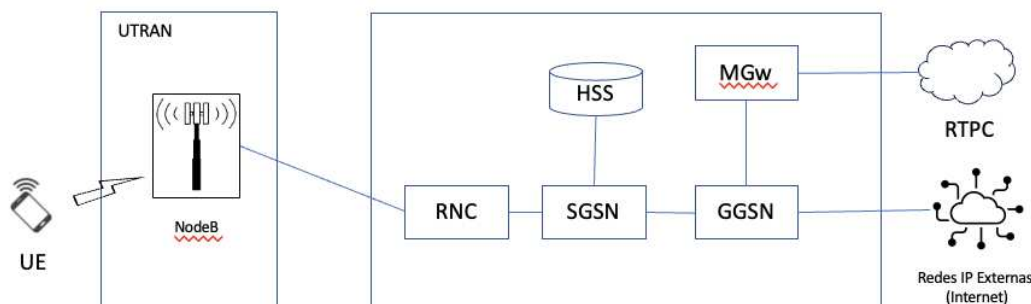 UTRAN
MGw
HSS
RTPC
RNC
SGSN
GGSN
NodeB
UE
Redes IP Externas
(Internet)